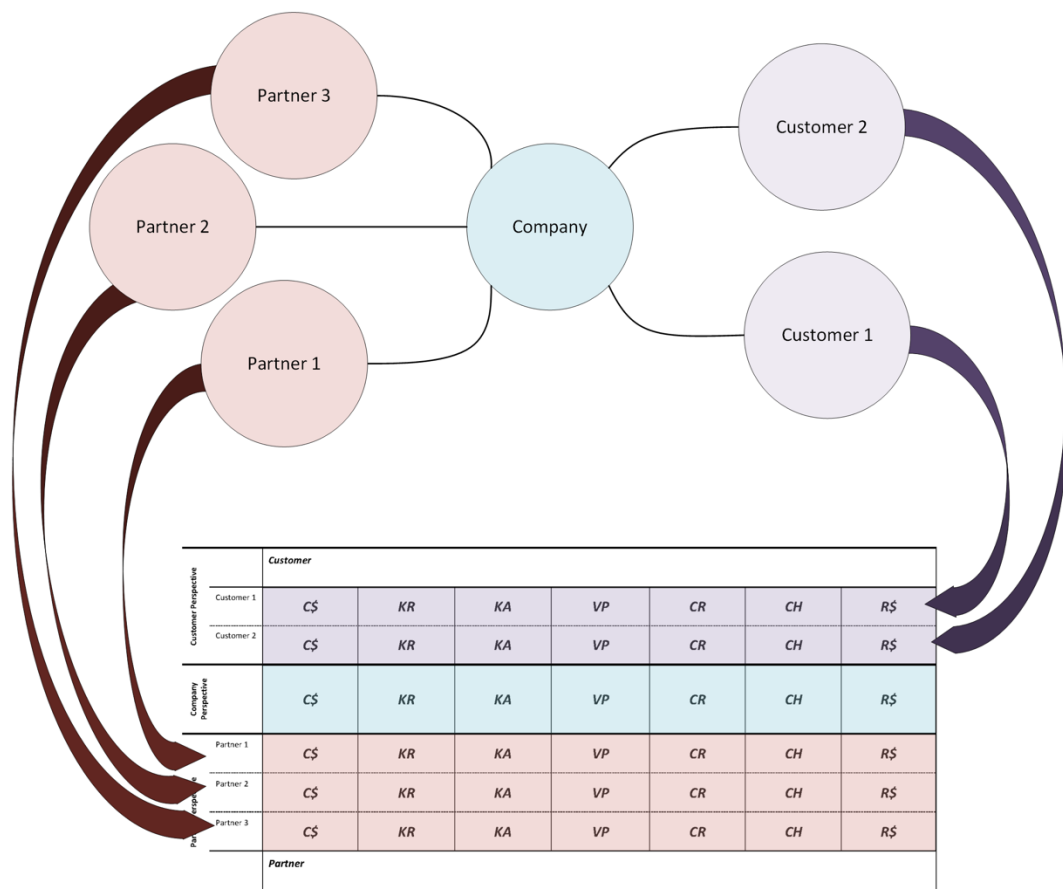 Partner 3
Customer 2
Partner 2
Company
Customer 1
Partner 1
Customer Perspective
Customer
Customer 1
C$ KR KA VP CR CH R$
Customer 2
C$ KR KA VP CR CH R$
Company
Perspective
C$ KR KA VP CR CH R$
Partner 1
C$ KR KA VP CR CH R$
Partner 2
C$ KR KA VP CR CH R$
Partner 3
C$ KR KA VP CR CH R$
Partner